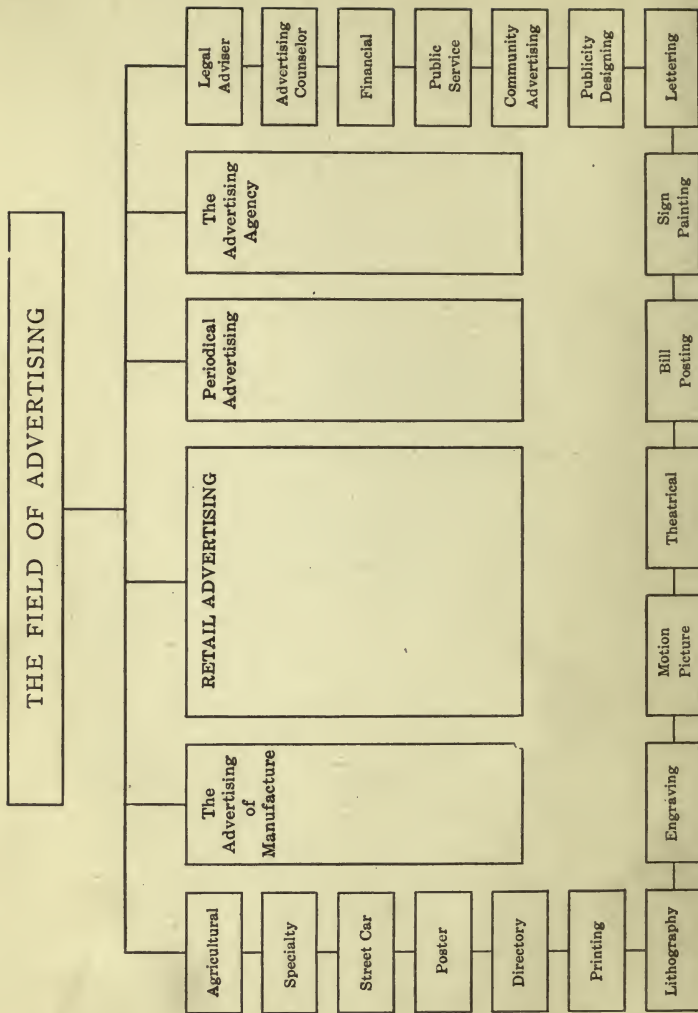 THE FIELD OF ADVERTISING
Agricultural
Specialty
Street Car
Poster
Directory
Printing
Lithography
The
Advertising
of
Manufacture
RETAIL ADVERTISING
Periodical
Advertising
The
Advertising
Agency
Legal
Adviser
Advertising
Counselor
Financial
Public
Service
Community
Advertising
Publicity
Designing
Lettering
Engraving
Motion
Picture
Theatrical
Bill
Posting
Sign
Painting